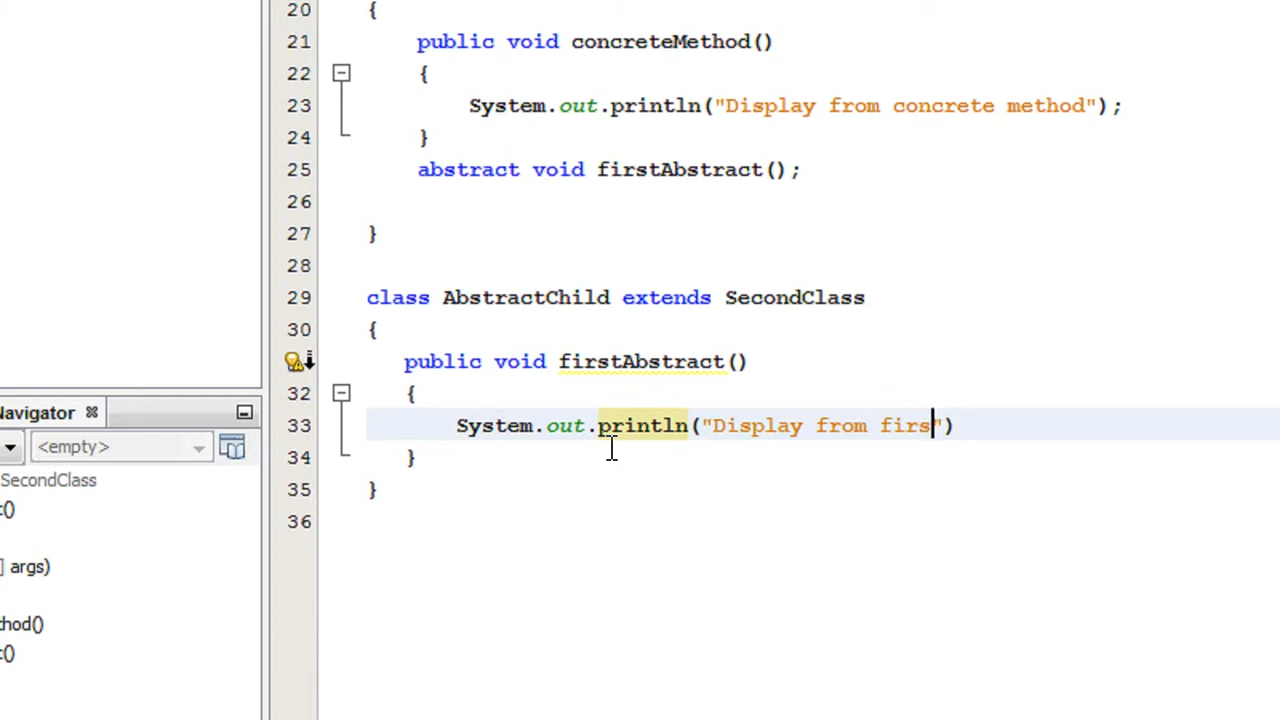 20 {
21 public void concreteMethod()
22 {
23 System.out.println("Display from concrete method");
24 }
25 abstract void firstAbstract();
26
27 }
28
29 class AbstractChild extends SecondClass
30 {
public void firstAbstract()
32 {
33 System.out.println("Display from firs")
34 }
35 }
36
Navigator
<empty>
SecondClass
t()
] args)
thod()
t()